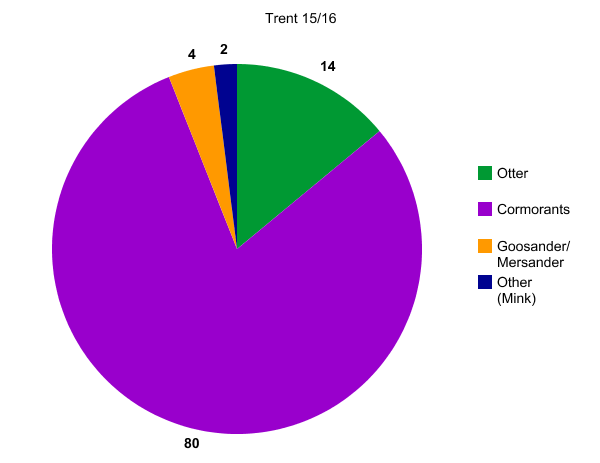 Trent 15/16
4
2
14
Otter
Cormorants
Goosander/
Mersander
Other
(Mink)
80